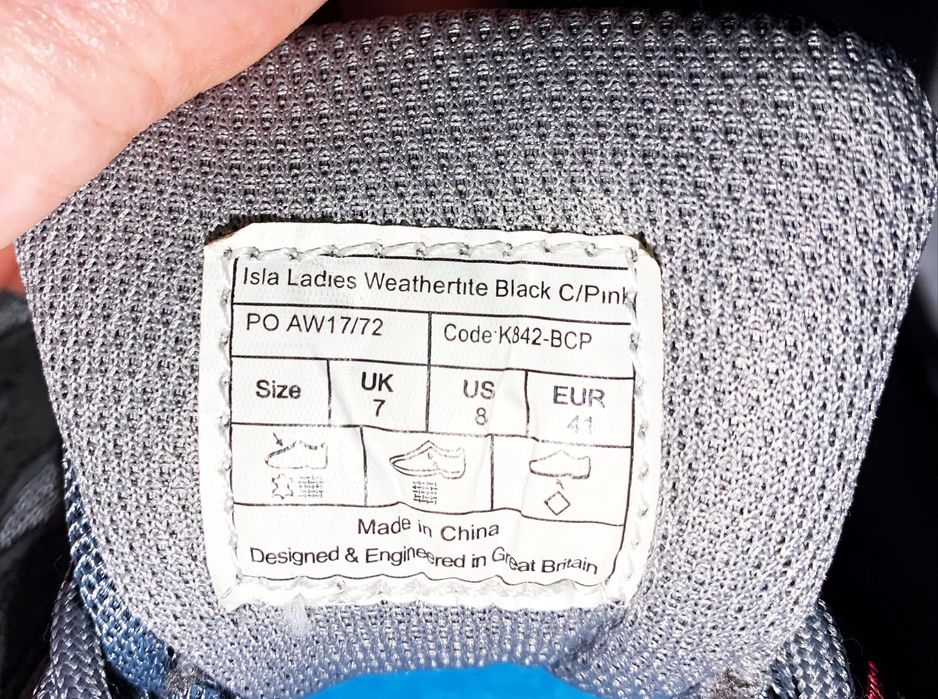 Isla Ladies Weathertite Black C/Pink
PO AW17/72 Code:K842-BCP
Size UK 7 US 8 EUR 41
Made in China
Designed & Engineered in Great Britain